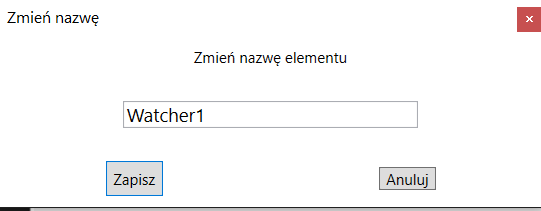 Zmień nazwę
Zmień nazwę elementu
Watcher1
Zapisz
Anuluj